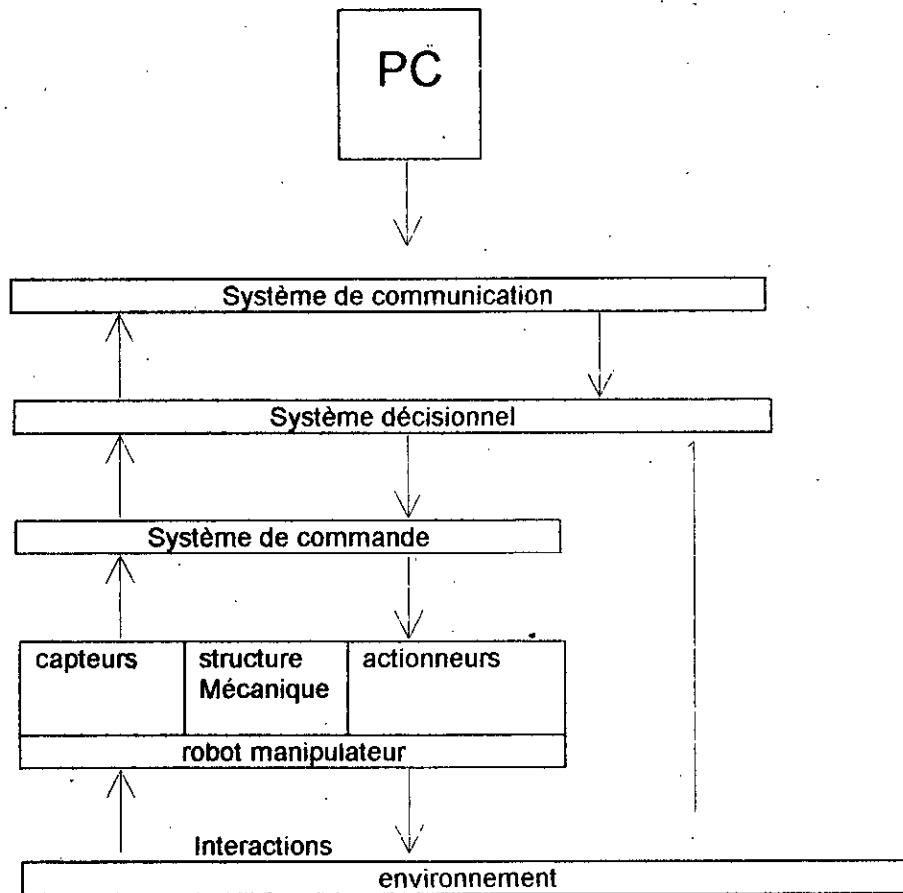 PC
Système de communication
Système décisionnel
Système de commande
capteurs
structure
Mécanique
actionneurs
robot manipulateur
Interactions
environnement